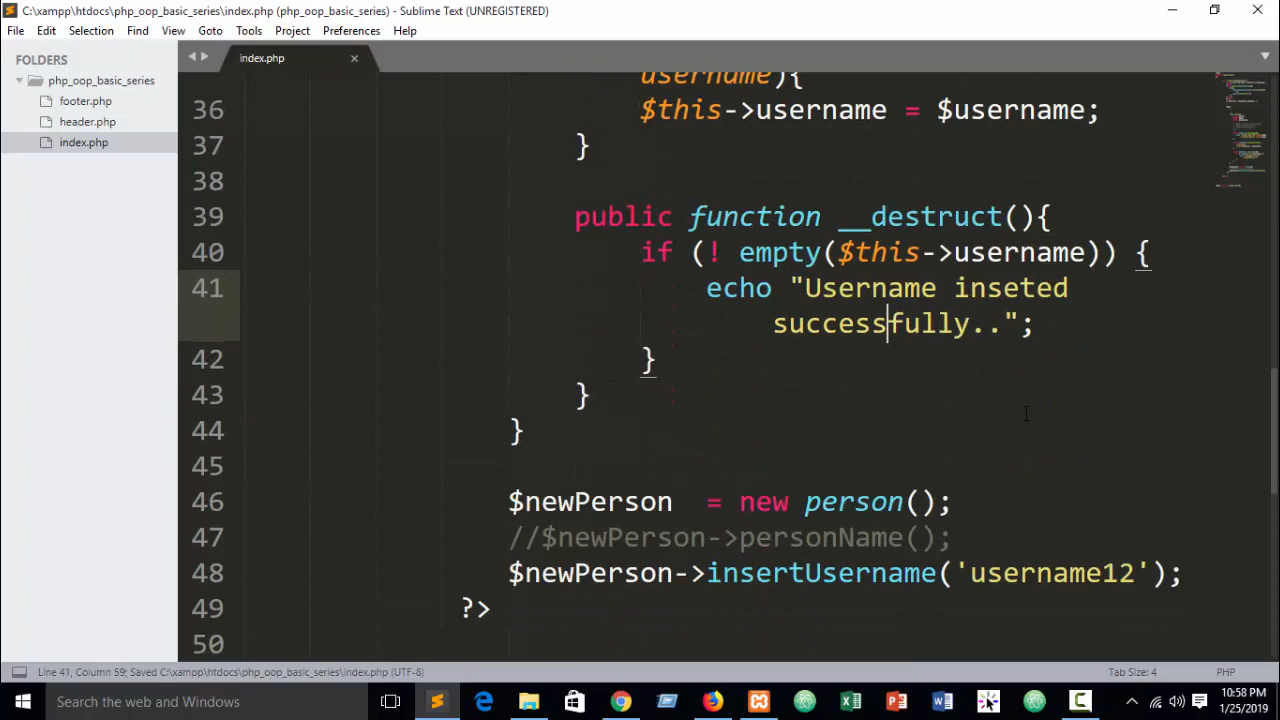 C:\xampp\htdocs\php_oop_basic_series\index.php (php_oop_basic_series) - Sublime Text (UNREGISTERED)
File Edit Selection Find View Goto Tools Project Preferences Help
FOLDERS
php_oop_basic_series
footer.php
header.php
index.php
index.php
username){
36 $this->username = $username;
37 }
38
39 public function __destruct(){
40 if (! empty($this->username)) {
41 echo "Username inseted
successfully..";
42 }
43 }
44 }
45
46 $newPerson = new person();
47 //$newPerson->personName();
48 $newPerson->insertUsername('username12');
49 ?>
50
Line 41, Column 59; Saved C:\xampp\htdocs\php_oop_basic_series\index.php (UTF-8) Tab Size: 4 PHP
Search the web and Windows
10:58 PM
1/25/2019